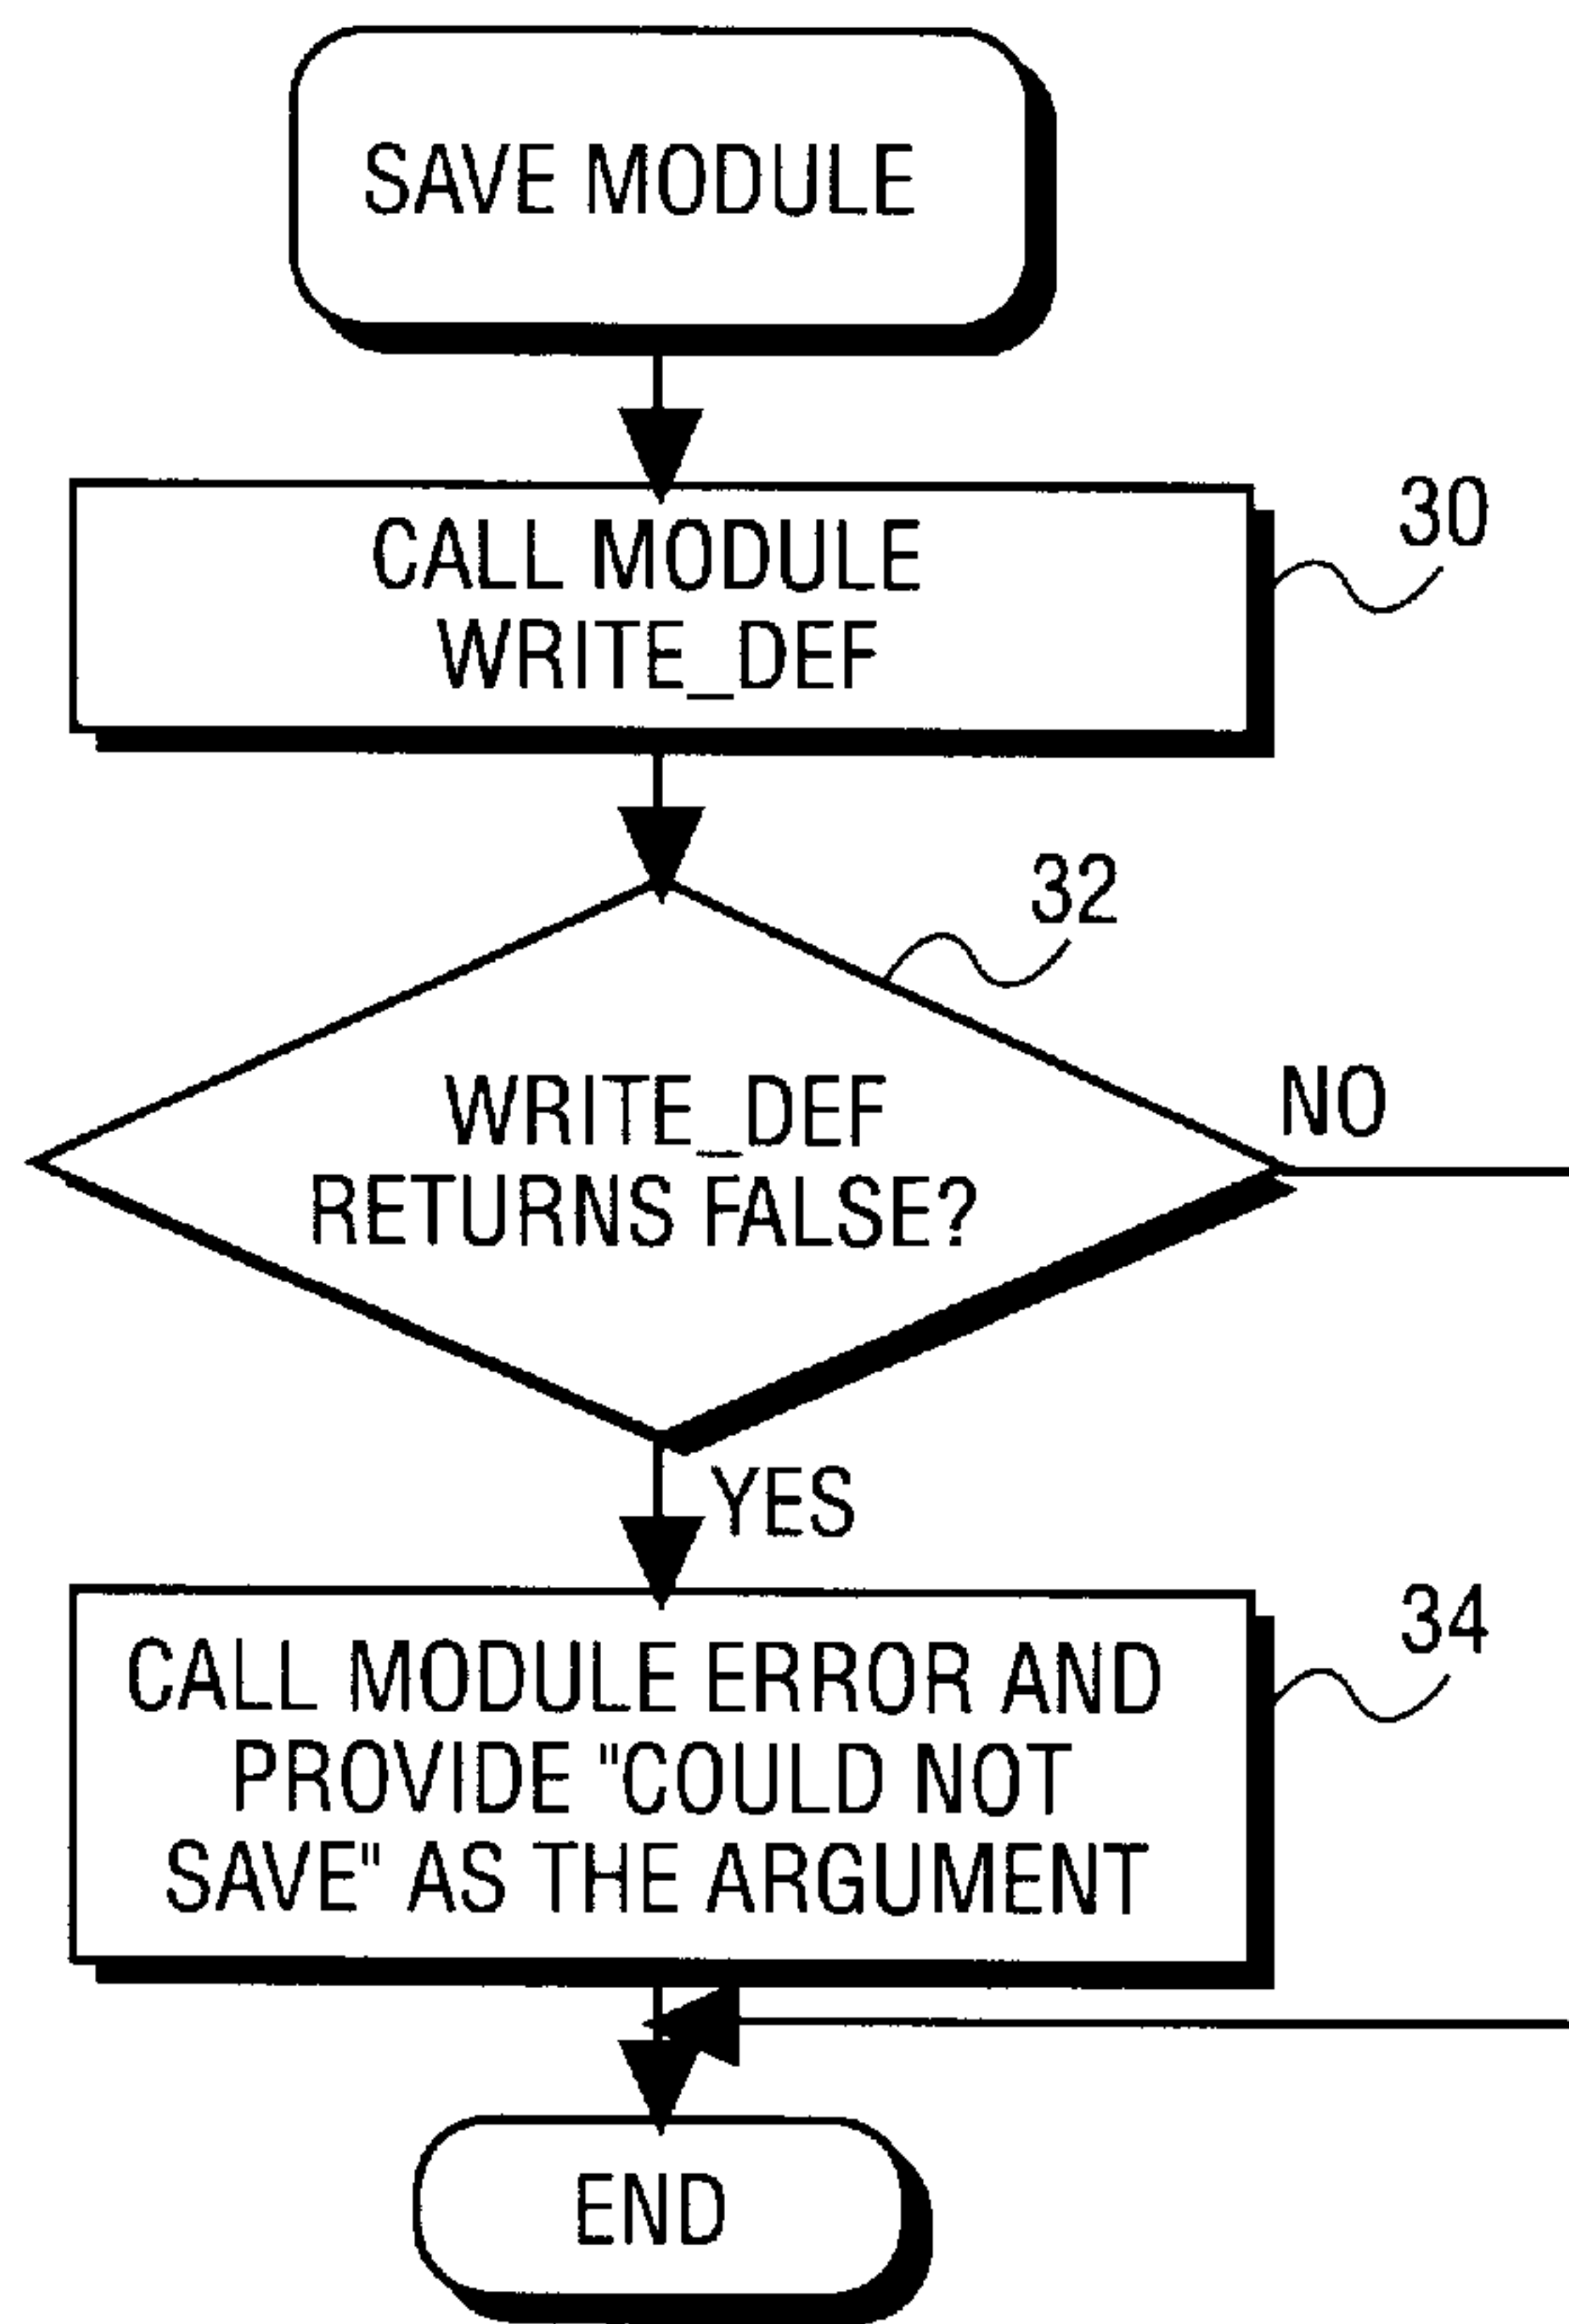 SAVE MODULE
CALL MODULE
WRITE_DEF
30
32
WRITE_DEF
RETURNS FALSE?
NO
YES
CALL MODULE ERROR AND
PROVIDE "COULD NOT
SAVE" AS THE ARGUMENT
34
END